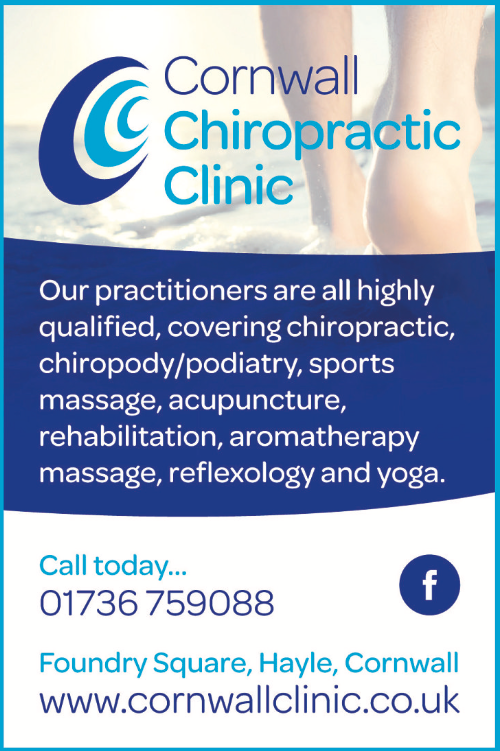 Cornwall
Chiropractic
Clinic
Our practitioners are all highly
qualified, covering chiropractic,
chiropody/podiatry, sports
massage, acupuncture,
rehabilitation, aromatherapy
massage, reflexology and yoga.
Call today...
01736 759088
f
Foundry Square, Hayle, Cornwall
www.cornwallclinic.co.uk